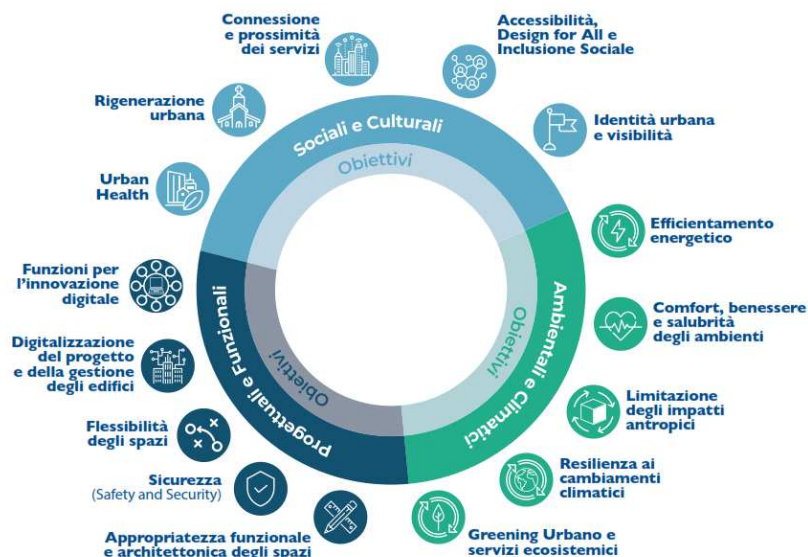 Connessione
e prossimità
dei servizi
Accessibilità,
Design for All e
Inclusione Sociale
Rigenerazione
urbana
Identità urbana
e visibilità
Urban
Health
Sociali e Culturali
Obiettivi
Efficientamento
energetico
Comfort, benessere
e salubrità
degli ambienti
Limitazione
degli impatti
antropici
Resilienza ai
cambiamenti
climatici
Greening Urbano e
servizi ecosistemici
Ambientali e Climatici
Obiettivi
Funzioni per
l'innovazione
digitale
Digitalizzazione
del progetto
e della gestione
degli edifici
Flessibilità
degli spazi
Sicurezza
(Safety and Security)
Appropriatezza funzionale
e architettonica degli spazi
Progettuali e Funzionali
Obiettivi